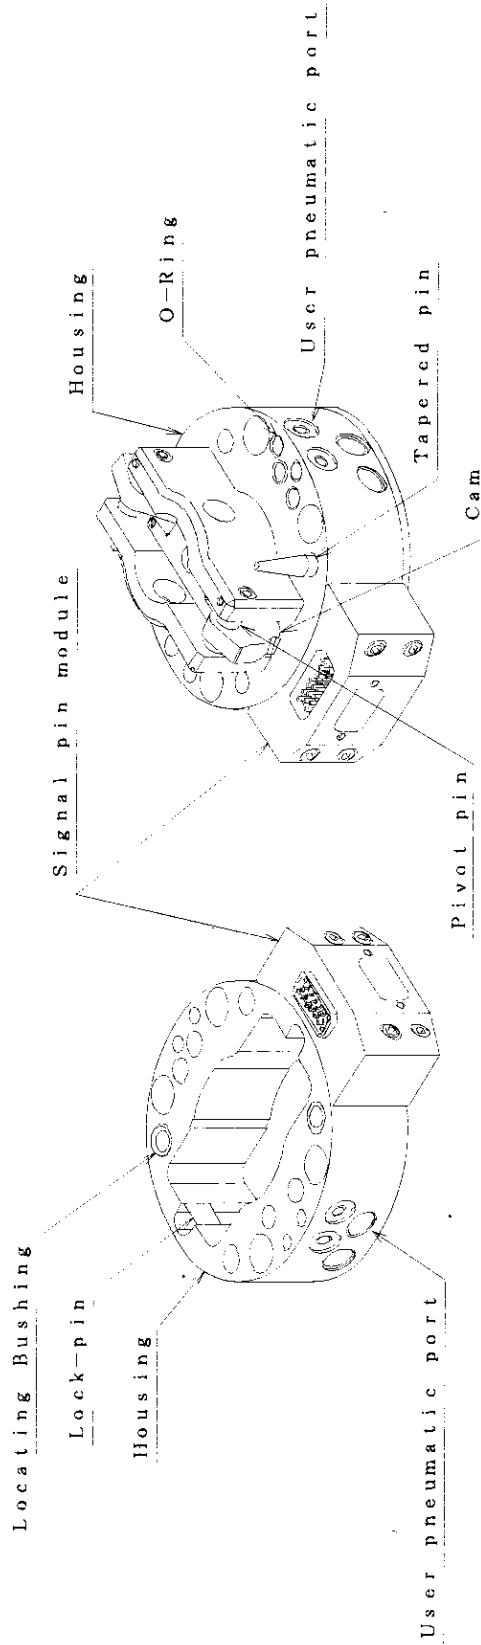 Locating Bushing
Lock-pin
Housing
User pneumatic port
Signal pin module
Pivot pin
Housing
O-Ring
User pneumatic port
Tapered pin
Cam